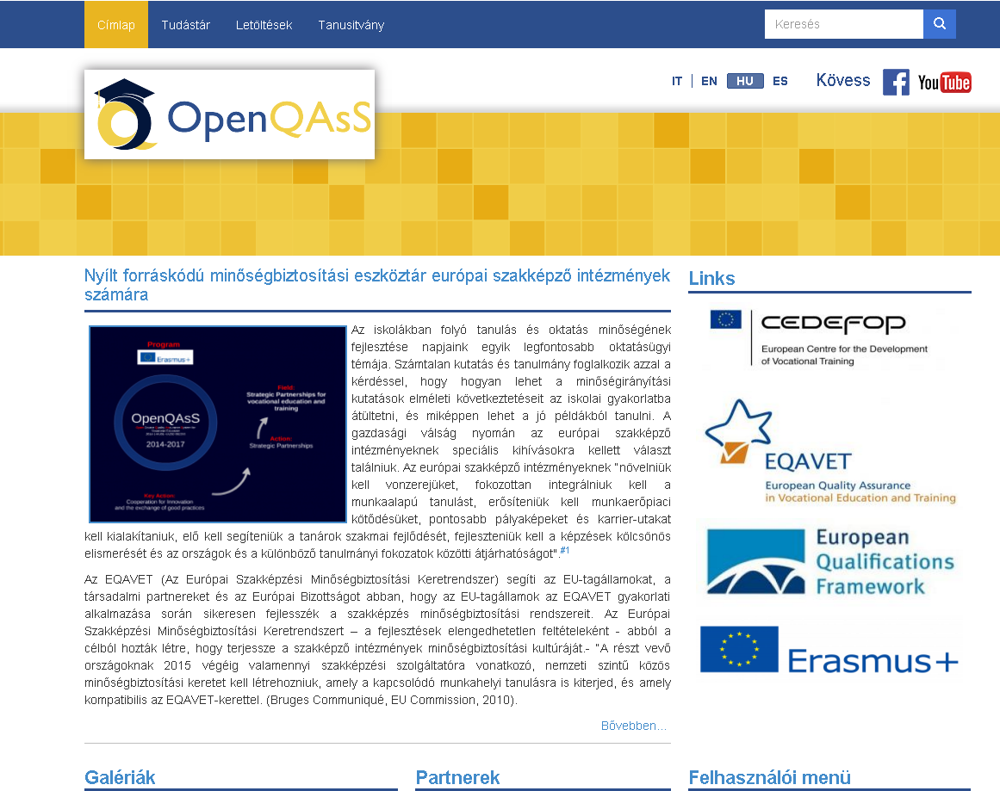 Címlap Tudástár Letöltések Tanusitvány Keresés
IT EN HU ES Kövess YouTube
OpenQAsS
Nyílt forráskódú minőségbiztosítási eszköztár európai szakképző intézmények
számára
Program
Erasmus+
OpenQAsS
2014-2017
Field:
Strategic Partnerships for
vocational education and
training
Action:
Strategic Partnerships
Key Action:
Cooperation for Innovation
and the exchange of good practices
Az iskolákban folyó tanulás és oktatás minőségének
fejlesztése napjaink egyik legfontosabb oktatásügyi
témája. Számtalan kutatás és tanulmány foglalkozik azzal a
kérdéssel, hogy hogyan lehet a minőségirányítási
kutatások elméleti következtetéseit az iskolai gyakorlatba
átültetni, és miképpen lehet a jó példákból tanulni. A
gazdasági válság nyomán az európai szakképző
intézményeknek speciális kihívásokra kellett választ
találniuk. Az európai szakképző intézményeknek "növelniük
kell vonzerejüket, fokozottan integrálniuk kell a
munkaalapú tanulást, erősíteniük kell munkaerőpiaci
kötődésüket, pontosabb pályaképeket és karrier-utakat
kell kialakítaniuk, elő kell segíteniük a tanárok szakmai fejlődését, fejleszteniük kell a képzések kölcsönös
elismerését és az országok és a különböző tanulmányi fokozatok közötti átjárhatóságot".#1
Az EQAVET (Az Európai Szakképzési Minőségbiztosítási Keretrendszer) segíti az EU-tagállamokat, a
társadalmi partnereket és az Európai Bizottságot abban, hogy az EU-tagállamok az EQAVET gyakorlati
alkalmazása során sikeresen fejlesszék a szakképzés minőségbiztosítási rendszereit. Az Európai
Szakképzési Minőségbiztosítási Keretrendszert – a fejlesztések elengedhetetlen feltételeként - abból a
célból hozták létre, hogy terjessze a szakképző intézmények minőségbiztosítási kultúráját.- "A részt vevő
országoknak 2015 végéig valamennyi szakképzési szolgáltatóra vonatkozó, nemzeti szintű közös
minőségbiztosítási keretet kell létrehozniuk, amely a kapcsolódó munkahelyi tanulásra is kiterjed, és amely
kompatibilis az EQAVET-kerettel. (Bruges Communiqué, EU Commission, 2010).
Bővebben...
Links
CEDEFOP
European Centre for the Development
of Vocational Training
EQAVET
European Quality Assurance
in Vocational Education and Training
European
Qualifications
Framework
Erasmus+
Galériák Partnerek Felhasználói menü